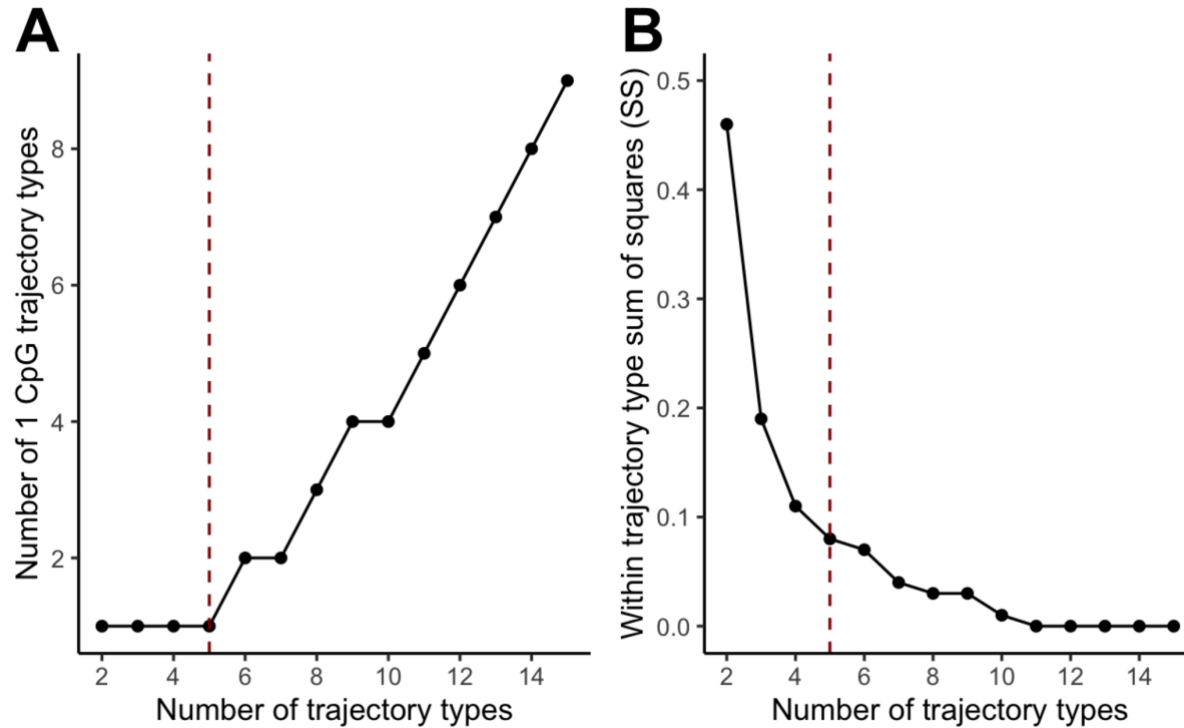 A
Number of 1 CpG trajectory types
8
6
4
2
2 4 6 8 10 12 14
Number of trajectory types
B
Within trajectory type sum of squares (SS)
0.5
0.4
0.3
0.2
0.1
0.0
2 4 6 8 10 12 14
Number of trajectory types